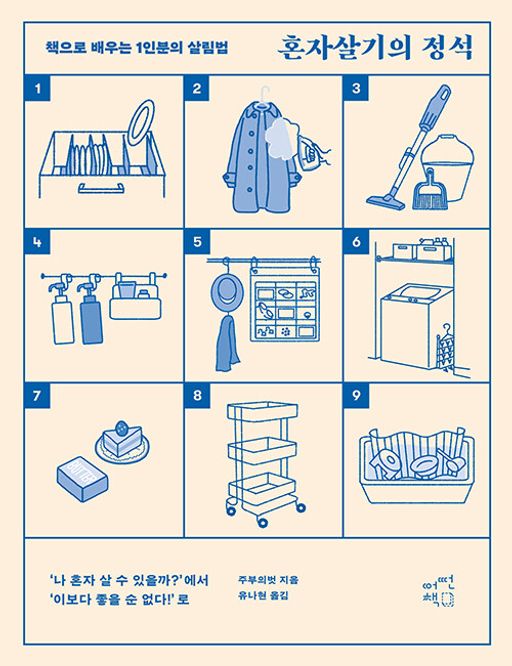 책으로 배우는 1인분의 살림법
혼자살기의 정석
1
2
3
4
5
6
7
8
9
‘나 혼자 살 수 있을까?’에서
‘이보다 좋을 순 없다!’로
주부의벗 지음
유나현 옮김
어떤
책